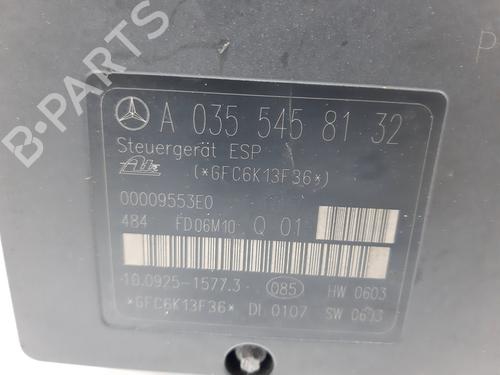 B-PARTS
P
A 035 545 81 32
Steuergerät ESP
Ate
(*GFC6K13F36*)
00009553E0
484 FD06M10 Q 01
10.0925-1577.3 085 HW 0603
*GFC6K13F36* DI 0107 SW 0603